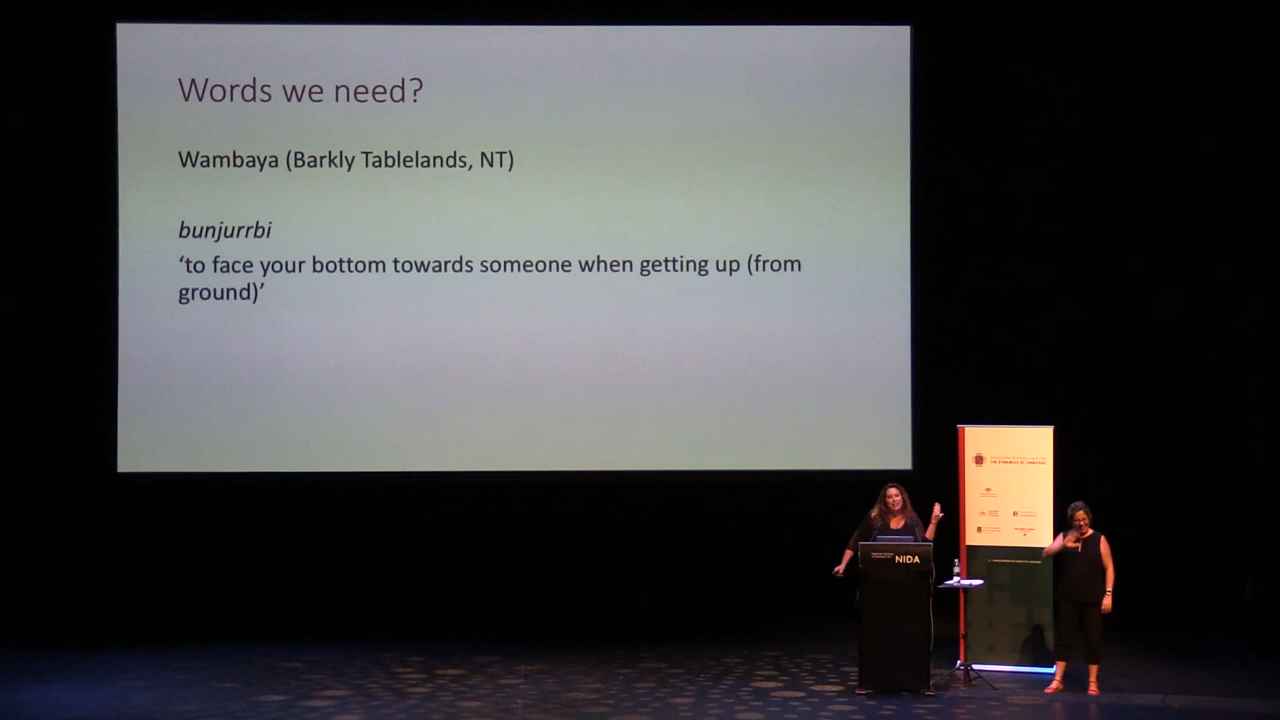 Words we need?
Wambaya (Barkly Tablelands, NT)
bunjurrbi
‘to face your bottom towards someone when getting up (from
ground)’
NIDA
THE DYNAMICS OF LANGUAGE